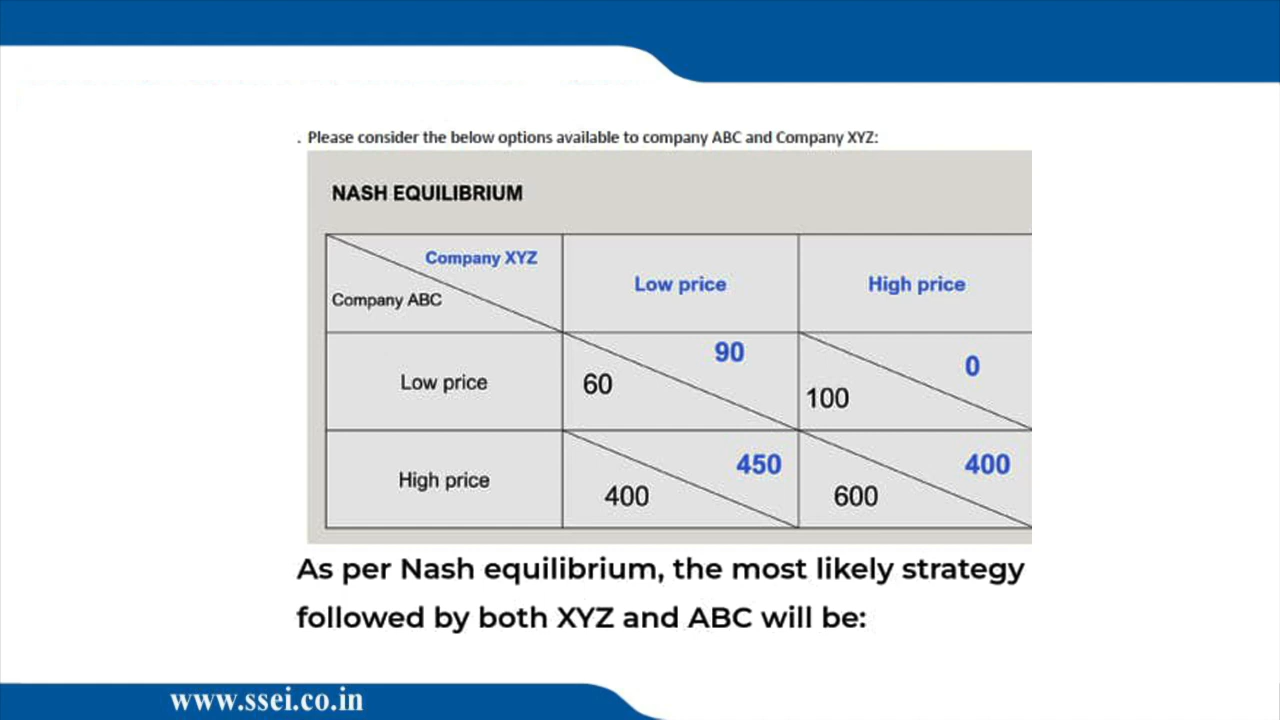 . Please consider the below options available to company ABC and Company XYZ:
NASH EQUILIBRIUM
Company XYZ
Company ABC
Low price
High price
Low price
90
60
0
100
High price
450
400
400
600
As per Nash equilibrium, the most likely strategy
followed by both XYZ and ABC will be:
www.ssei.co.in